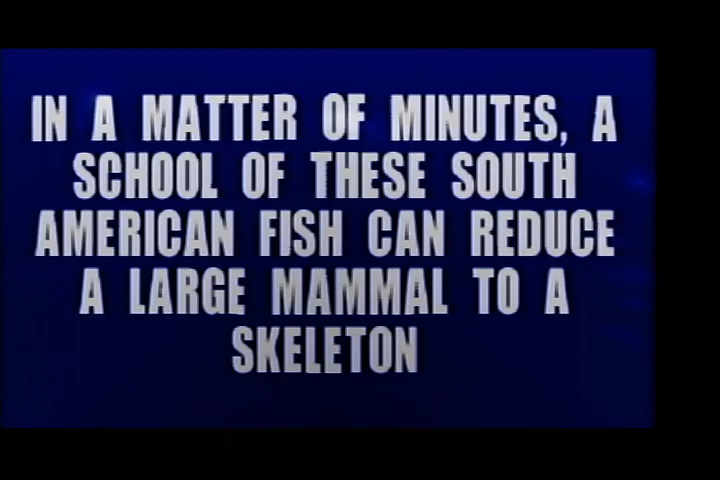 IN A MATTER OF MINUTES, A
SCHOOL OF THESE SOUTH
AMERICAN FISH CAN REDUCE
A LARGE MAMMAL TO A
SKELETON